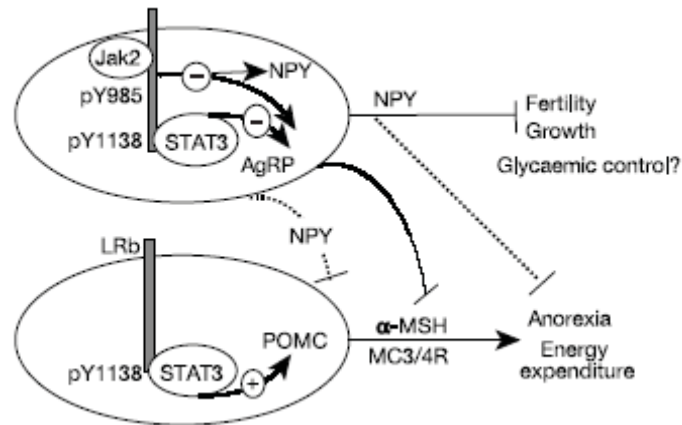 Jak2
NPY
pY985
pY1138
STAT3
AgRP
NPY
Fertility
Growth
Glycaemic control?
NPY
LRb
pY1138
STAT3
POMC
α-MSH
MC3/4R
Anorexia
Energy
expenditure